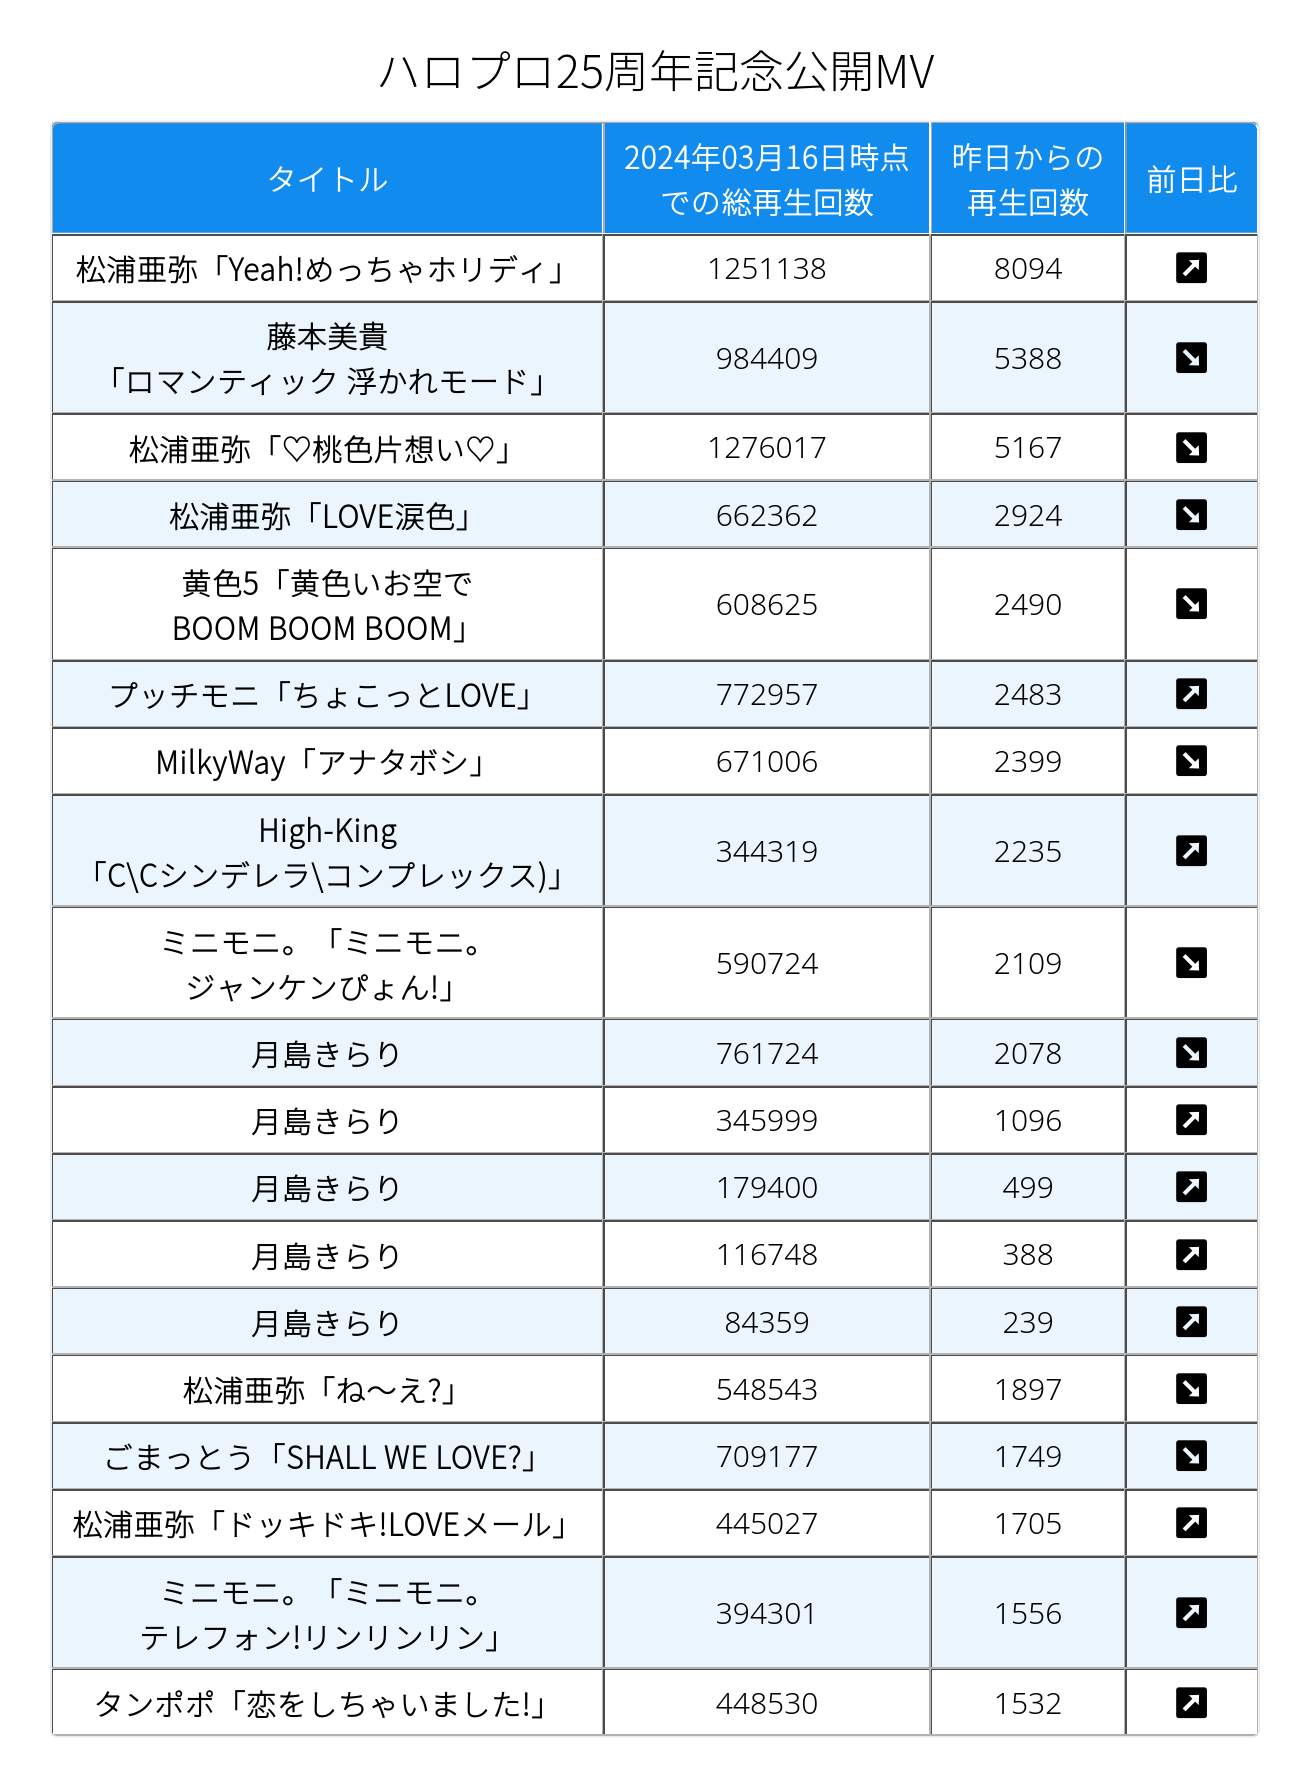 ハロプロ25周年記念公開MV
タイトル
2024年03月16日時点
での総再生回数
昨日からの
再生回数
前日比
松浦亜弥「Yeah!めっちゃホリディ」 1251138 8094 ↗
藤本美貴
「ロマンティック 浮かれモード」 984409 5388 ↘
松浦亜弥「♡桃色片想い♡」 1276017 5167 ↘
松浦亜弥「LOVE涙色」 662362 2924 ↘
黄色5「黄色いお空で
BOOM BOOM BOOM」 608625 2490 ↘
プッチモニ「ちょこっとLOVE」 772957 2483 ↗
MilkyWay「アナタボシ」 671006 2399 ↘
High-King
「C\Cシンデレラ\コンプレックス)」 344319 2235 ↗
ミニモニ。「ミニモニ。
ジャンケンぴょん!」 590724 2109 ↘
月島きらり 761724 2078 ↘
月島きらり 345999 1096 ↗
月島きらり 179400 499 ↗
月島きらり 116748 388 ↗
月島きらり 84359 239 ↗
松浦亜弥「ね〜え?」 548543 1897 ↘
ごまっとう「SHALL WE LOVE?」 709177 1749 ↘
松浦亜弥「ドッキドキ!LOVEメール」 445027 1705 ↗
ミニモニ。「ミニモニ。
テレフォン!リンリンリン」 394301 1556 ↗
タンポポ「恋をしちゃいました!」 448530 1532 ↗